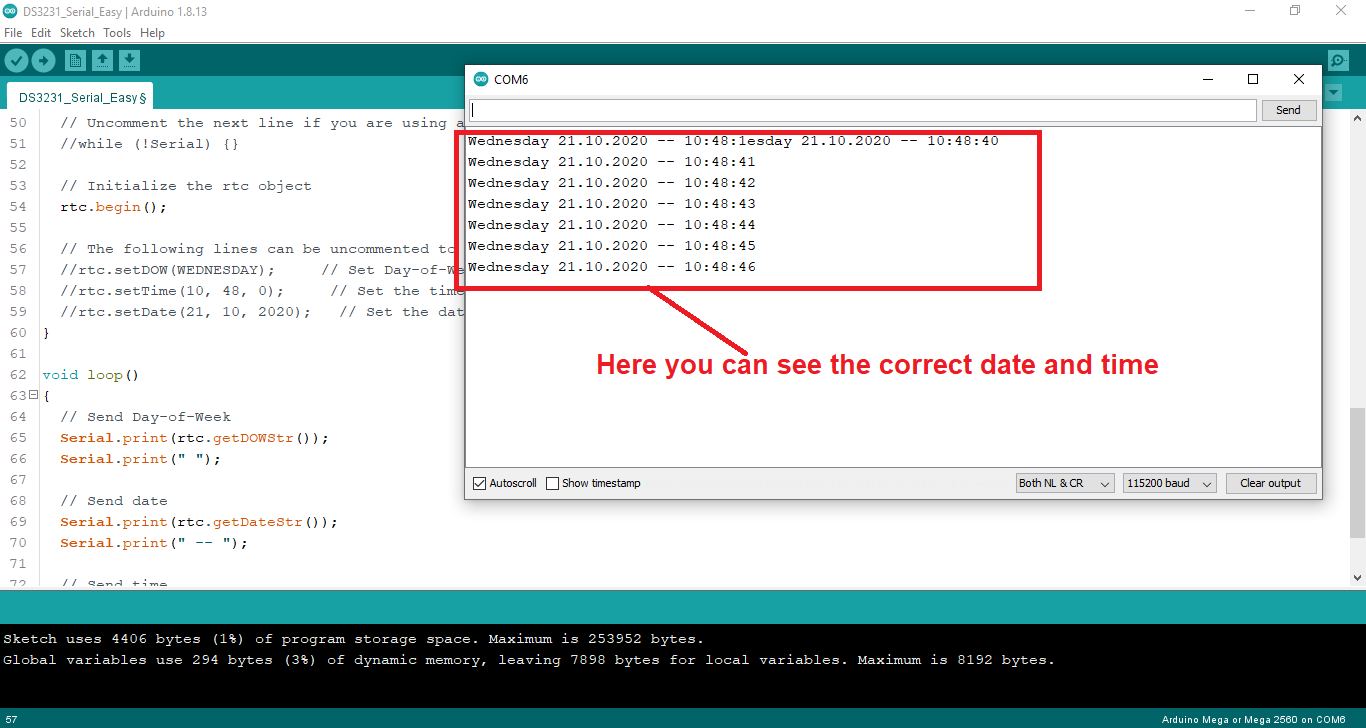 DS3231_Serial_Easy | Arduino 1.8.13
File Edit Sketch Tools Help
DS3231_Serial_Easy§
50 // Uncomment the next line if you are using a
51 //while (!Serial) {}
52
53 // Initialize the rtc object
54 rtc.begin();
55
56 // The following lines can be uncommented to
57 //rtc.setDOW(WEDNESDAY); // Set Day-of-We
58 //rtc.setTime(10, 48, 0); // Set the time
59 //rtc.setDate(21, 10, 2020); // Set the dat
60 }
61
62 void loop()
63 {
64 // Send Day-of-Week
65 Serial.print(rtc.getDOWStr());
66 Serial.print(" ");
67
68 // Send date
69 Serial.print(rtc.getDateStr());
70 Serial.print(" -- ");
71
72 // Send time
COM6
Send
Wednesday 21.10.2020 -- 10:48:1esday 21.10.2020 -- 10:48:40
Wednesday 21.10.2020 -- 10:48:41
Wednesday 21.10.2020 -- 10:48:42
Wednesday 21.10.2020 -- 10:48:43
Wednesday 21.10.2020 -- 10:48:44
Wednesday 21.10.2020 -- 10:48:45
Wednesday 21.10.2020 -- 10:48:46
Here you can see the correct date and time
Autoscroll Show timestamp Both NL & CR 115200 baud Clear output
Sketch uses 4406 bytes (1%) of program storage space. Maximum is 253952 bytes.
Global variables use 294 bytes (3%) of dynamic memory, leaving 7898 bytes for local variables. Maximum is 8192 bytes.
57 Arduino Mega or Mega 2560 on COM6